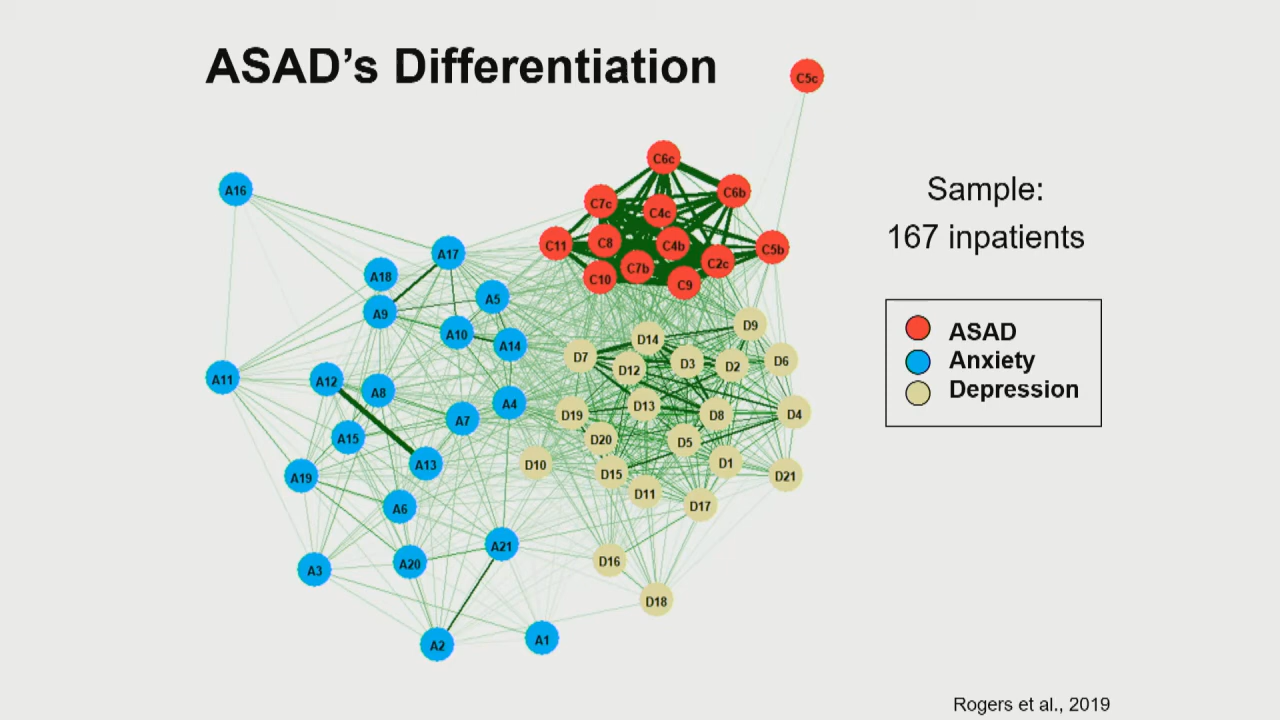 ASAD's Differentiation
C5c
C6c
A16
C6b
C7c
C4c
C11
C8
C4b
C5b
A17
C2c
C7b
A18
C10
C9
A5
A9
D9
A10
D14
A14
D7
D3
D2
D6
D12
A11
A12
A8
A4
D13
D19
D8
D4
A7
A15
D20
D5
A13
D10
D1
A19
D15
D21
D11
A6
D17
A21
A20
D16
A3
D18
A2
A1
Sample:
167 inpatients
ASAD
Anxiety
Depression
Rogers et al., 2019